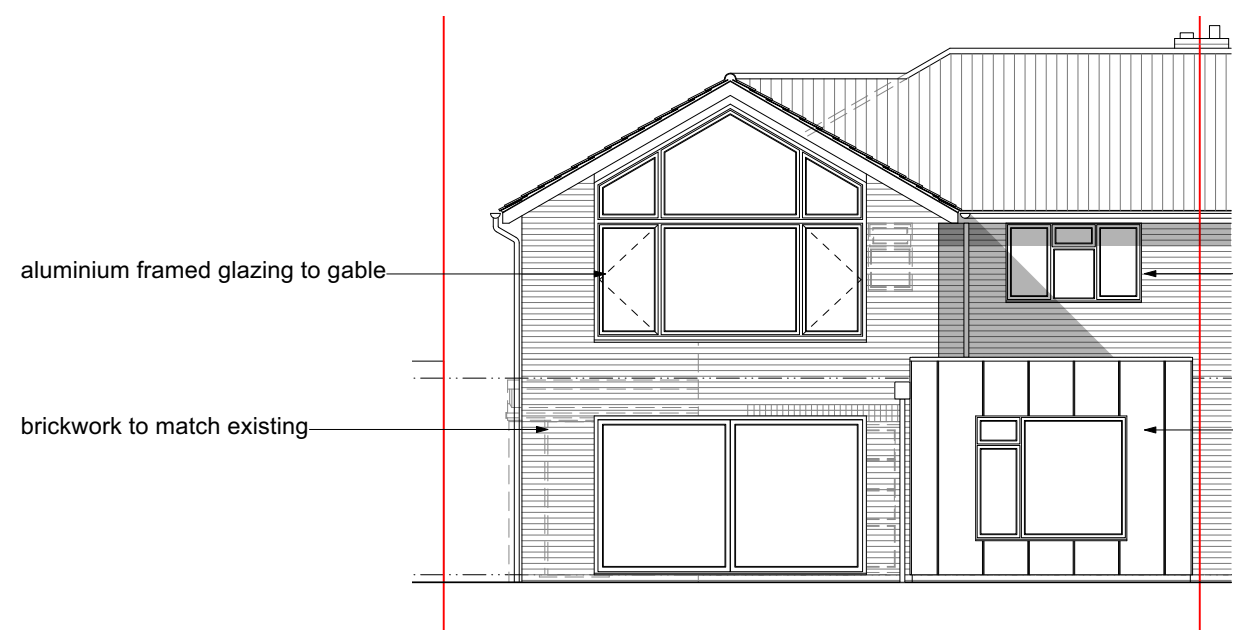 aluminium framed glazing to gable
brickwork to match existing